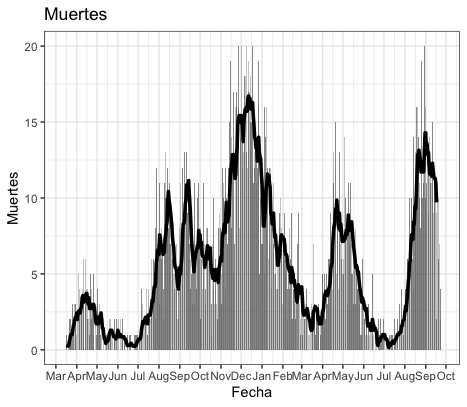 Muertes
20
15
10
5
0
Muertes
Mar Apr May Jun Jul Aug Sep Oct Nov Dec Jan Feb Mar Apr May Jun Jul Aug Sep Oct
Fecha